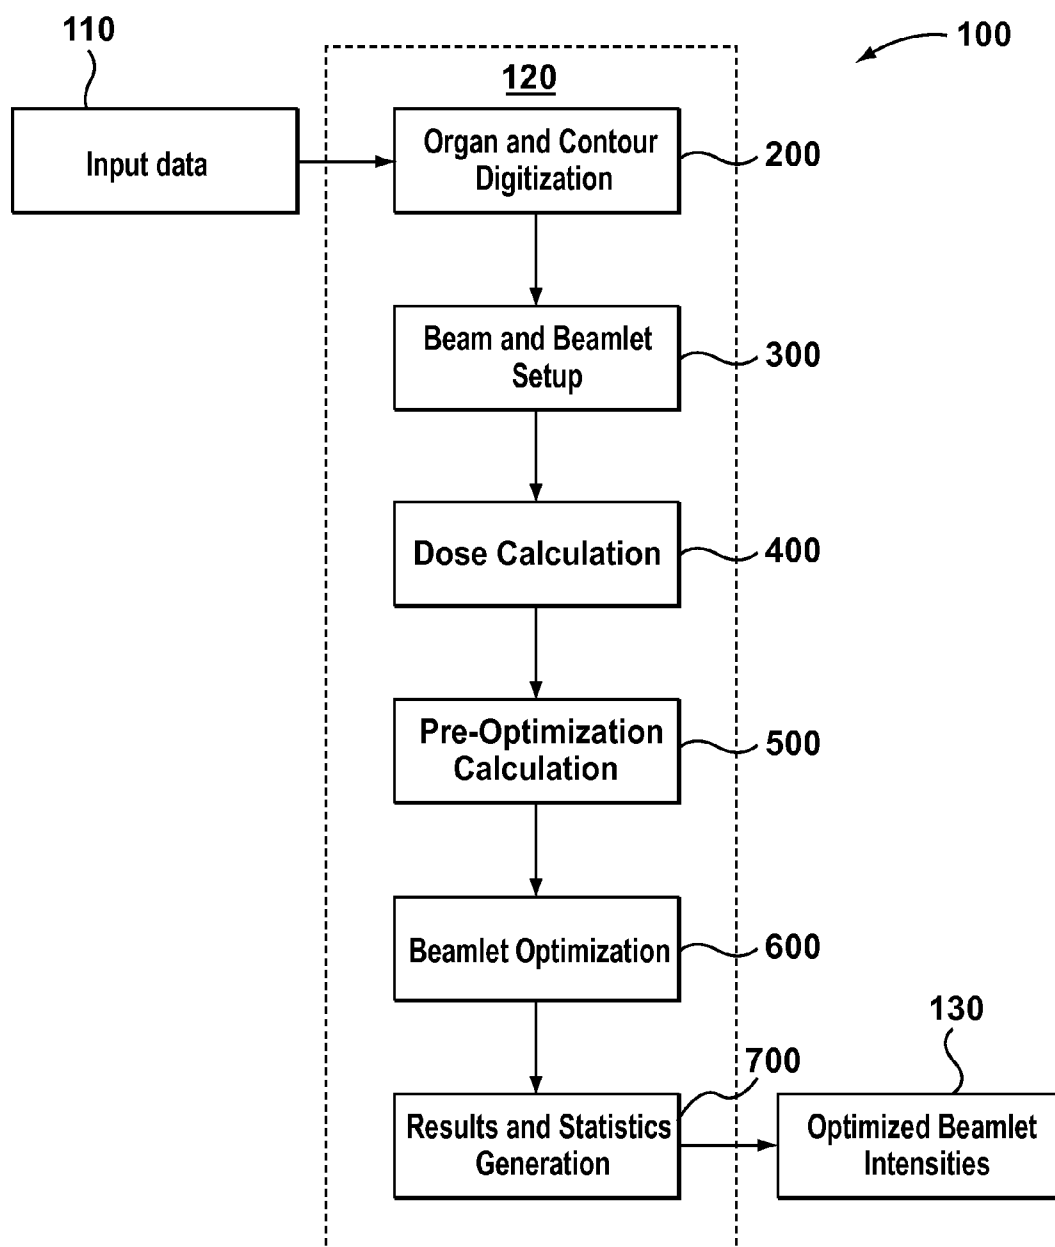 110
100
120
Input data
Organ and Contour
Digitization
200
Beam and Beamlet
Setup
300
Dose Calculation
400
Pre-Optimization
Calculation
500
Beamlet Optimization
600
130
700
Results and Statistics
Generation
Optimized Beamlet
Intensities